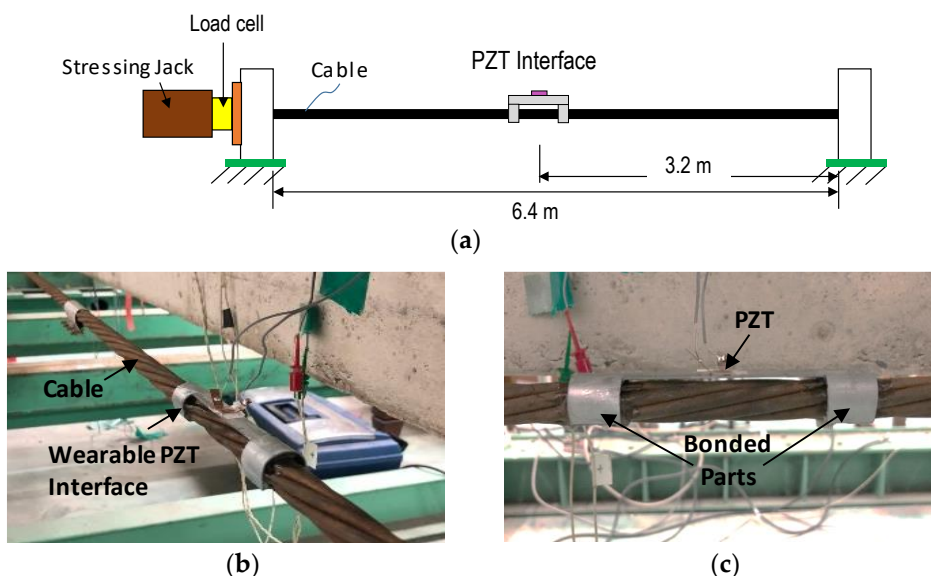 Load cell
Stressing Jack
Cable
PZT Interface
3.2 m
6.4 m
(a)
Cable
Wearable PZT
Interface
(b)
PZT
Bonded
Parts
(c)